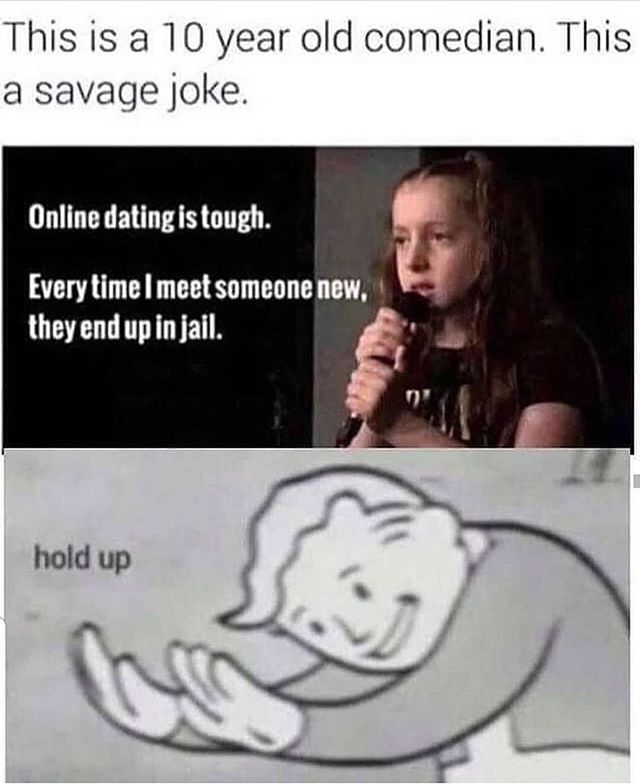 This is a 10 year old comedian. This
a savage joke.
Online dating is tough.
Every time I meet someone new,
they end up in jail.
hold up